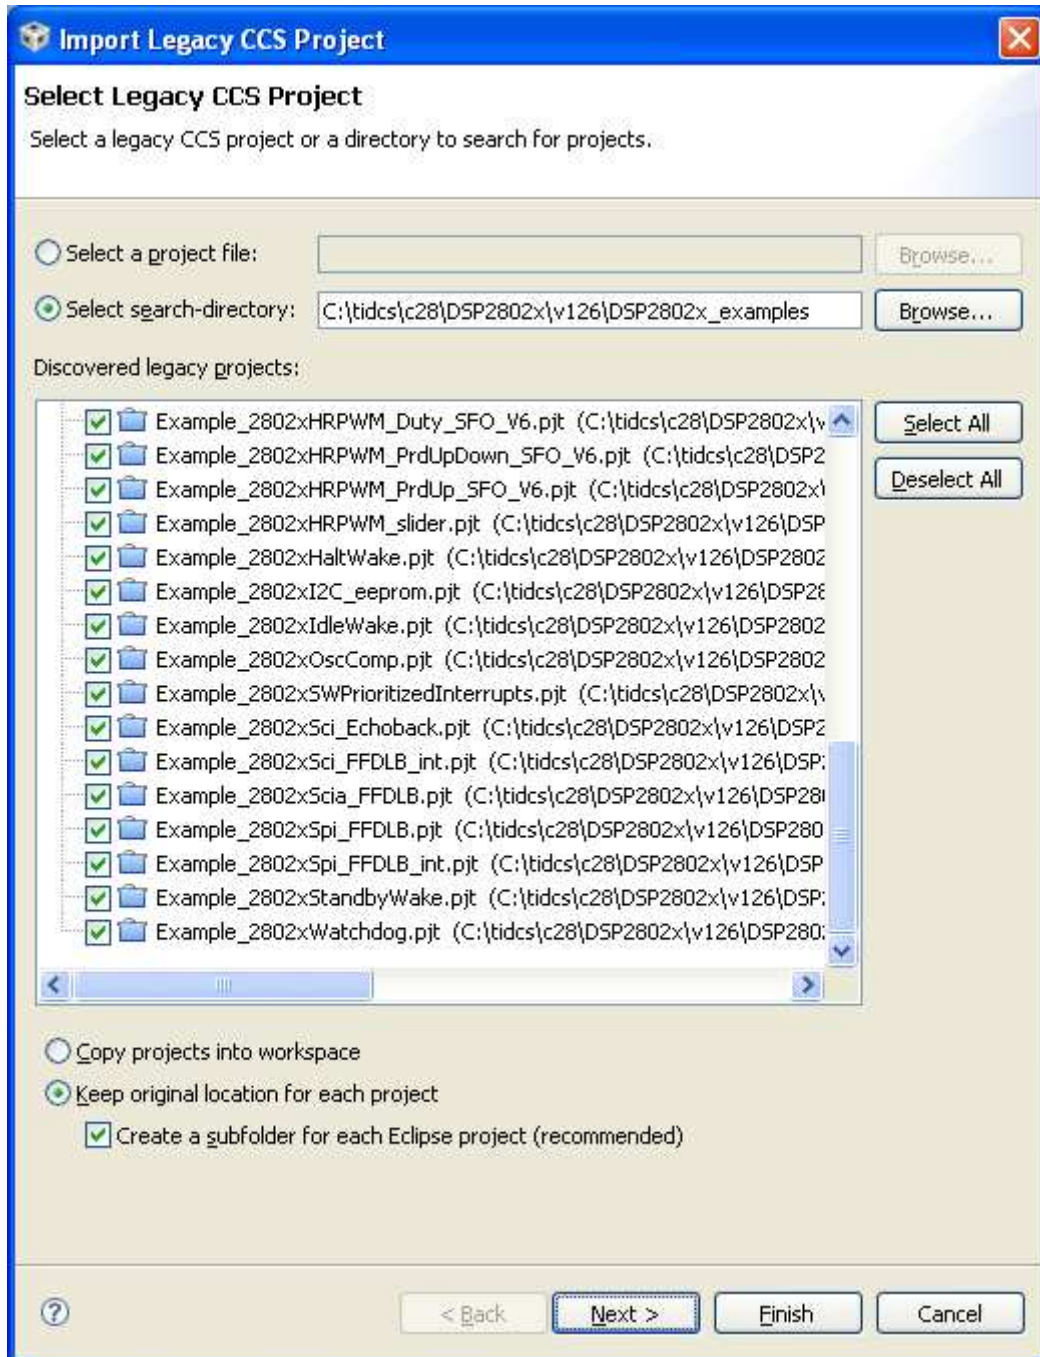 Import Legacy CCS Project
Select Legacy CCS Project
Select a legacy CCS project or a directory to search for projects.
Select a project file: Browse...
Select search-directory: C:\tidcs\c28\DSP2802x\v126\DSP2802x_examples Browse...
Discovered legacy projects:
Example_2802xHRPWM_Duty_SFO_V6.pjt (C:\tidcs\c28\DSP2802x\v
Select All
Example_2802xHRPWM_PrdUpDown_SFO_V6.pjt (C:\tidcs\c28\DSP2
Example_2802xHRPWM_PrdUp_SFO_V6.pjt (C:\tidcs\c28\DSP2802x\
Deselect All
Example_2802xHRPWM_slider.pjt (C:\tidcs\c28\DSP2802x\v126\DSP
Example_2802xHaltWake.pjt (C:\tidcs\c28\DSP2802x\v126\DSP2802
Example_2802xI2C_eeprom.pjt (C:\tidcs\c28\DSP2802x\v126\DSP28
Example_2802xIdleWake.pjt (C:\tidcs\c28\DSP2802x\v126\DSP2802
Example_2802xOscComp.pjt (C:\tidcs\c28\DSP2802x\v126\DSP2802
Example_2802xSWPrioritizedInterrupts.pjt (C:\tidcs\c28\DSP2802x\v
Example_2802xSci_Echoback.pjt (C:\tidcs\c28\DSP2802x\v126\DSP2
Example_2802xSci_FFDLB_int.pjt (C:\tidcs\c28\DSP2802x\v126\DSP
Example_2802xScia_FFDLB.pjt (C:\tidcs\c28\DSP2802x\v126\DSP28
Example_2802xSpi_FFDLB.pjt (C:\tidcs\c28\DSP2802x\v126\DSP280
Example_2802xSpi_FFDLB_int.pjt (C:\tidcs\c28\DSP2802x\v126\DSP
Example_2802xStandbyWake.pjt (C:\tidcs\c28\DSP2802x\v126\DSP
Example_2802xWatchdog.pjt (C:\tidcs\c28\DSP2802x\v126\DSP280
Copy projects into workspace
Keep original location for each project
Create a subfolder for each Eclipse project (recommended)
? < Back Next > Finish Cancel